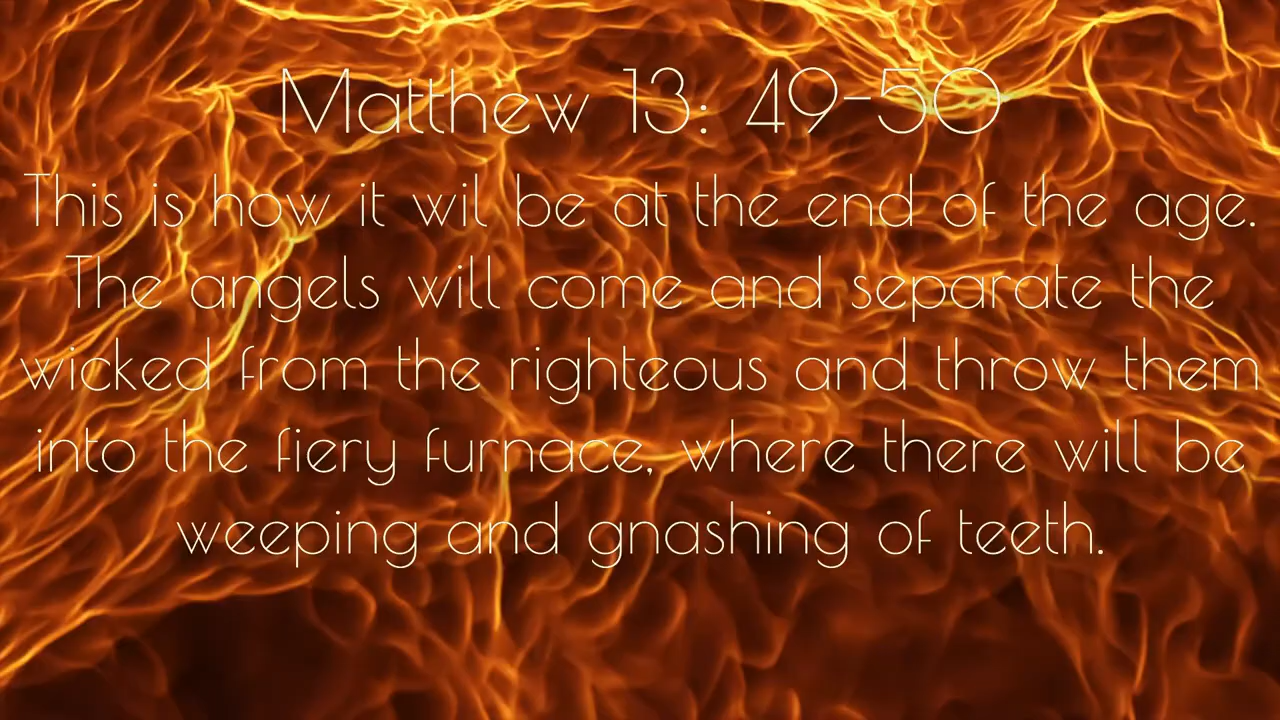 Matthew 13: 49-50
This is how it wil be at the end of the age.
The angels will come and separate the
wicked from the righteous and throw them
into the fiery furnace, where there will be
weeping and gnashing of teeth.